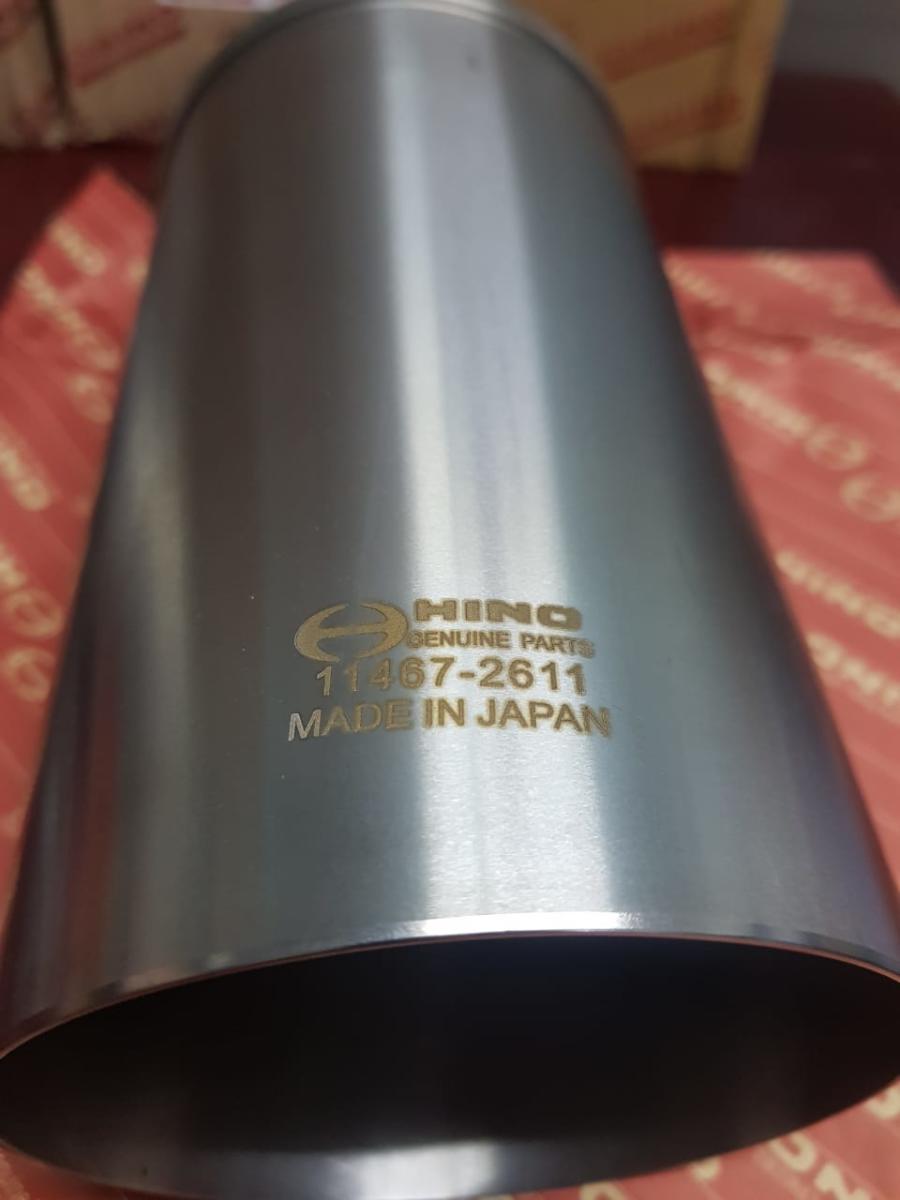 HINO
GENUINE PARTS
11467-2611
MADE IN JAPAN